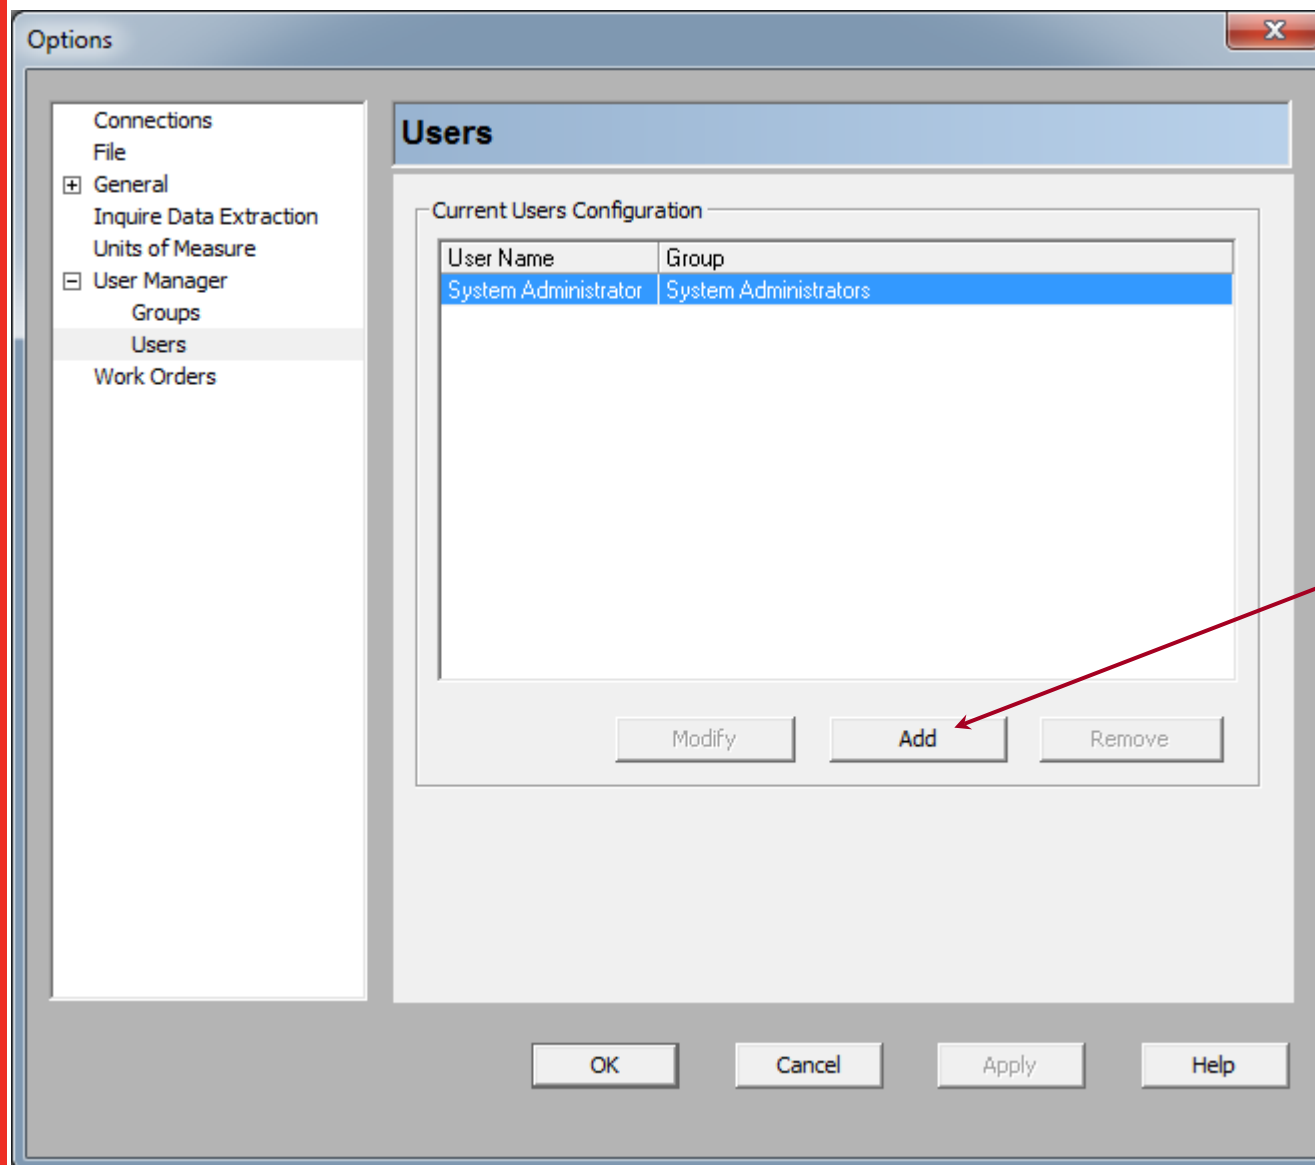 Options
x
Connections
File
General
Inquire Data Extraction
Units of Measure
User Manager
Groups
Users
Work Orders
Users
Current Users Configuration
User Name Group
System Administrator System Administrators
Modify Add Remove
OK Cancel Apply Help